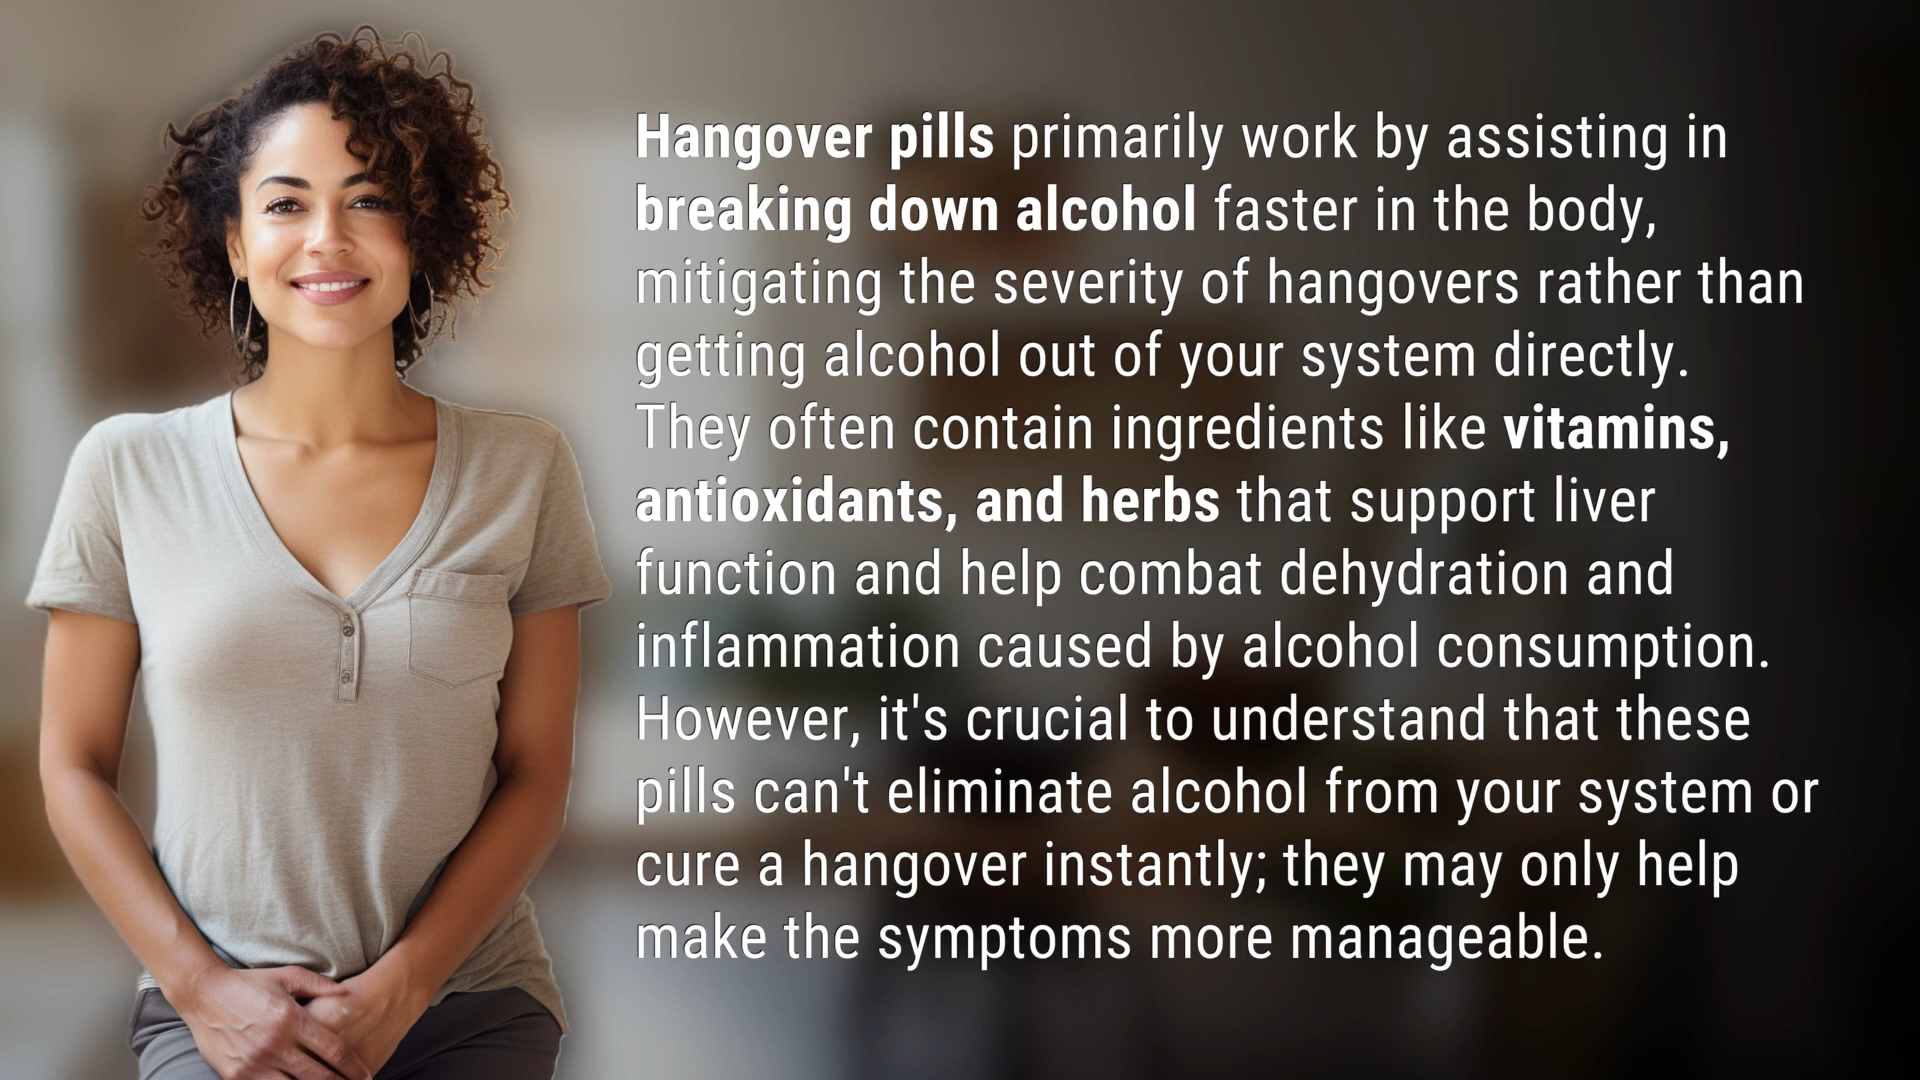 Hangover pills primarily work by assisting in
breaking down alcohol faster in the body,
mitigating the severity of hangovers rather than
getting alcohol out of your system directly.
They often contain ingredients like vitamins,
antioxidants, and herbs that support liver
function and help combat dehydration and
inflammation caused by alcohol consumption.
However, it's crucial to understand that these
pills can't eliminate alcohol from your system or
cure a hangover instantly; they may only help
make the symptoms more manageable.